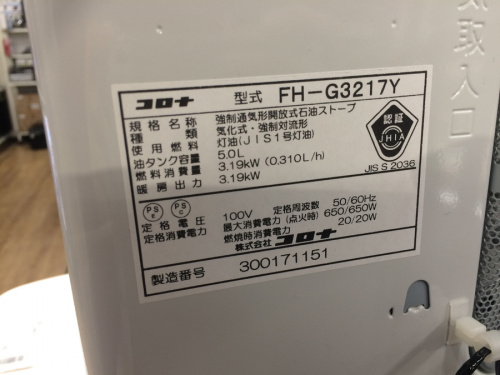 コロナ 型式 FH-G3217Y
規格名称 強制通気形開放式石油ストーブ
種類 気化式・強制対流形
使用燃料 灯油(JIS1号灯油)
油タンク容量 5.0L
燃料消費量 3.19kW (0.310L/h)
暖房出力 3.19kW
認証
JHIA
JIS S 2036
PS E PS C
定格電圧 100V 定格周波数 50/60Hz
定格消費電力 最大消費電力(点火時) 650/650W
燃焼時消費電力 20/20W
株式会社 コロナ
製造番号 300171151
取入口